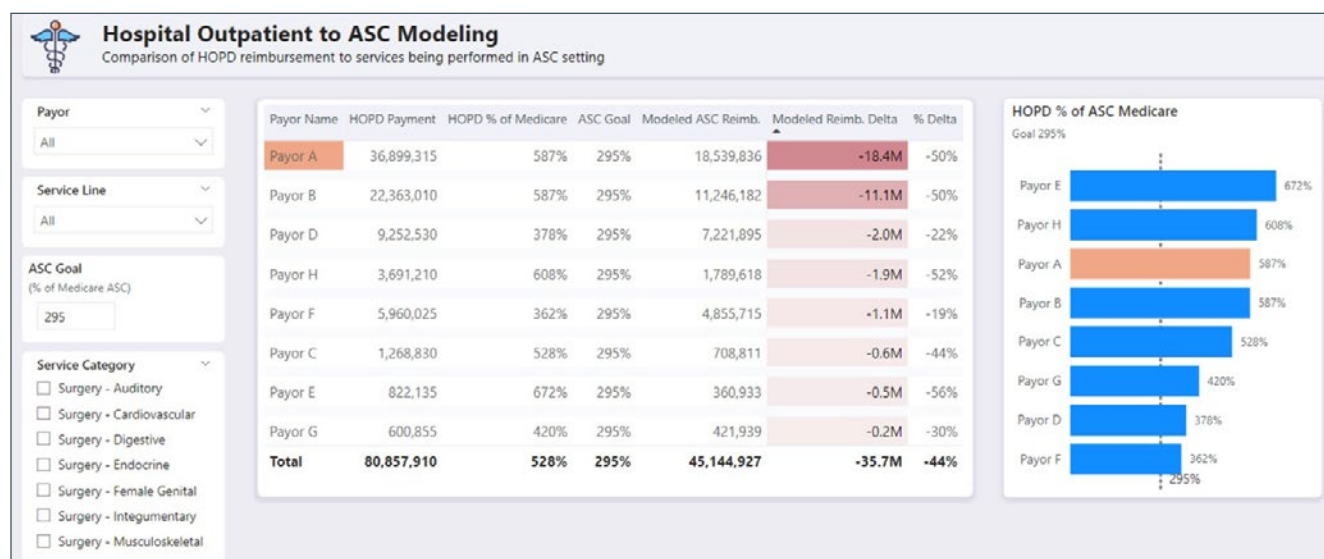 Hospital Outpatient to ASC Modeling
Comparison of HOPD reimbursement to services being performed in ASC setting
Payor
All
Service Line
All
ASC Goal
(% of Medicare ASC)
295
Service Category
Surgery - Auditory
Surgery - Cardiovascular
Surgery - Digestive
Surgery - Endocrine
Surgery - Female Genital
Surgery - Integumentary
Surgery - Musculoskeletal
Payor Name HOPD Payment HOPD % of Medicare ASC Goal Modeled ASC Reimb. Modeled Reimb. Delta % Delta
Payor A 36,899,315 587% 295% 18,539,836 -18.4M -50%
Payor B 22,363,010 587% 295% 11,246,182 -11.1M -50%
Payor D 9,252,530 378% 295% 7,221,895 -2.0M -22%
Payor H 3,691,210 608% 295% 1,789,618 -1.9M -52%
Payor F 5,960,025 362% 295% 4,855,715 -1.1M -19%
Payor C 1,268,830 528% 295% 708,811 -0.6M -44%
Payor E 822,135 672% 295% 360,933 -0.5M -56%
Payor G 600,855 420% 295% 421,939 -0.2M -30%
Total 80,857,910 528% 295% 45,144,927 -35.7M -44%
HOPD % of ASC Medicare
Goal 295%
Payor E 672%
Payor H 608%
Payor A 587%
Payor B 587%
Payor C 528%
Payor G 420%
Payor D 378%
Payor F 362%
295%